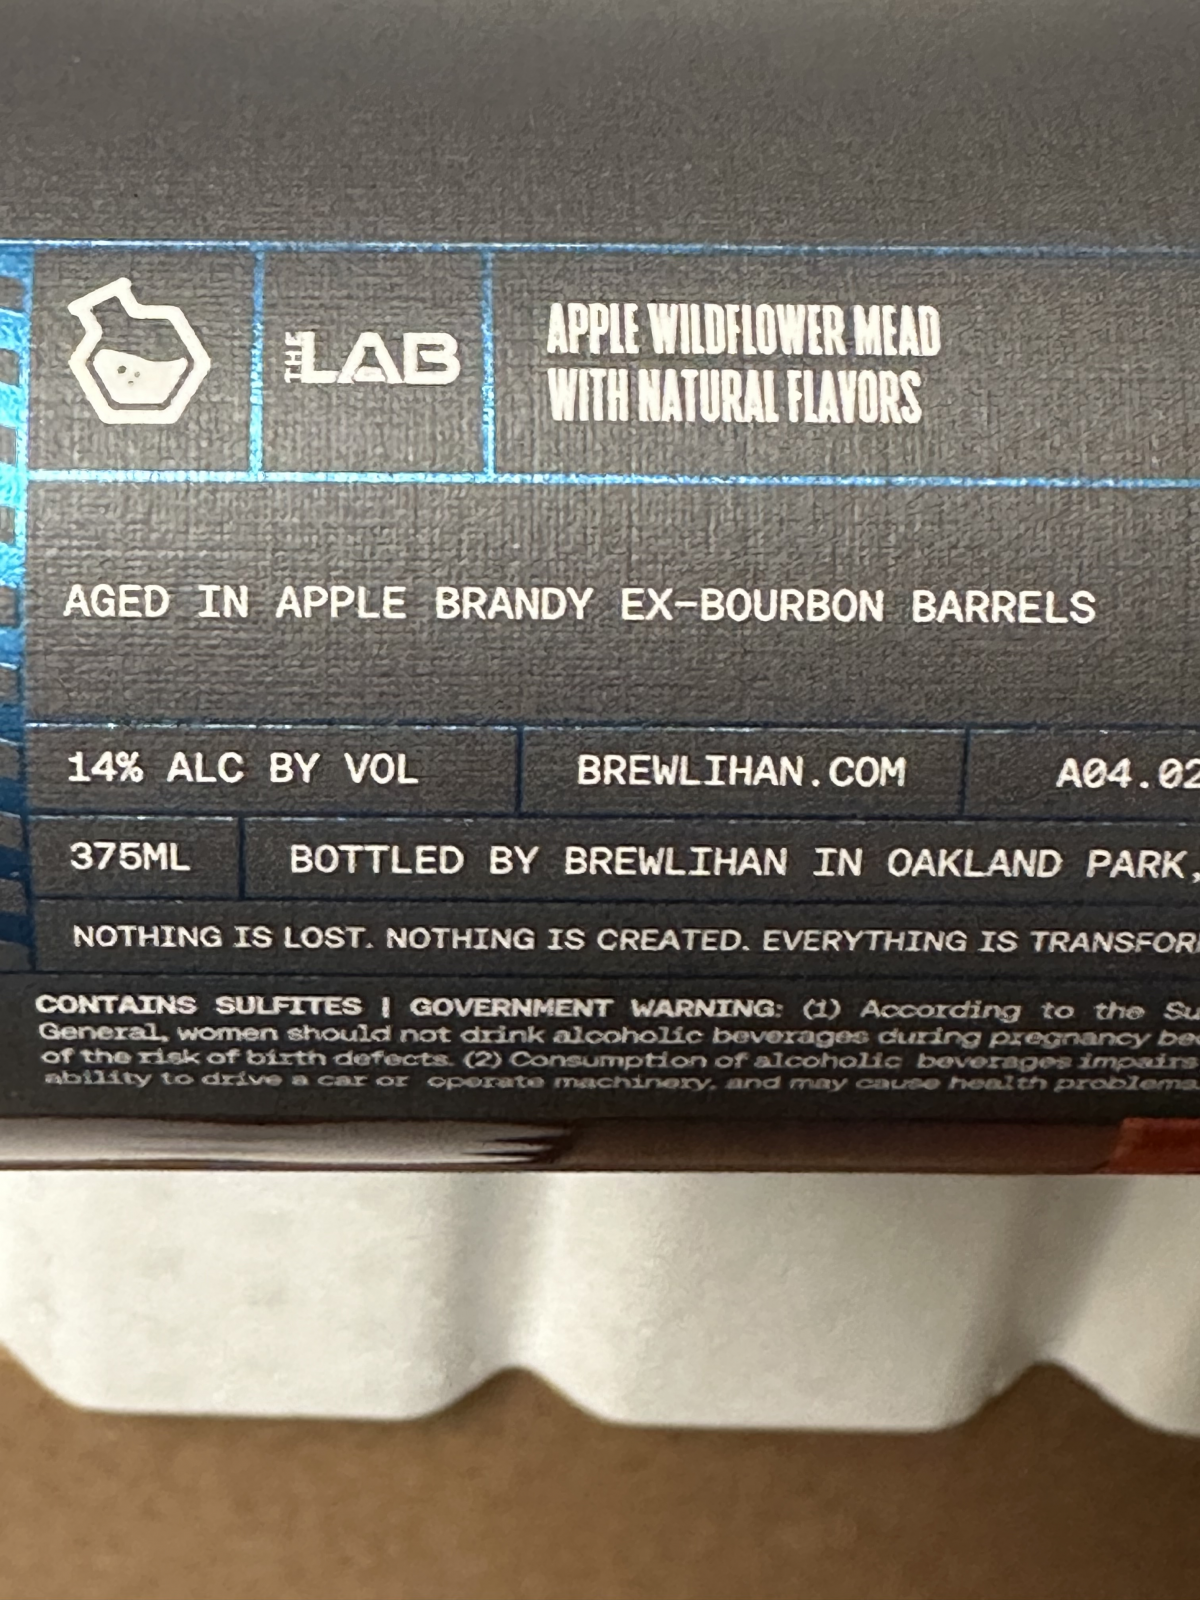 THE LAB
APPLE WILDFLOWER MEAD
WITH NATURAL FLAVORS
AGED IN APPLE BRANDY EX-BOURBON BARRELS
14% ALC BY VOL
BREWLIHAN.COM
A04.02
375ML
BOTTLED BY BREWLIHAN IN OAKLAND PARK,
NOTHING IS LOST. NOTHING IS CREATED. EVERYTHING IS
CONTAINS SULFITES | GOVERNMENT WARNING: (1) According to the
General, women should not drink alcoholic beverages during pregnancy
of the risk of birth defects. (2) Consumption of alcoholic beverages impairs
ability to drive a car or operate machinery, and may cause health problems